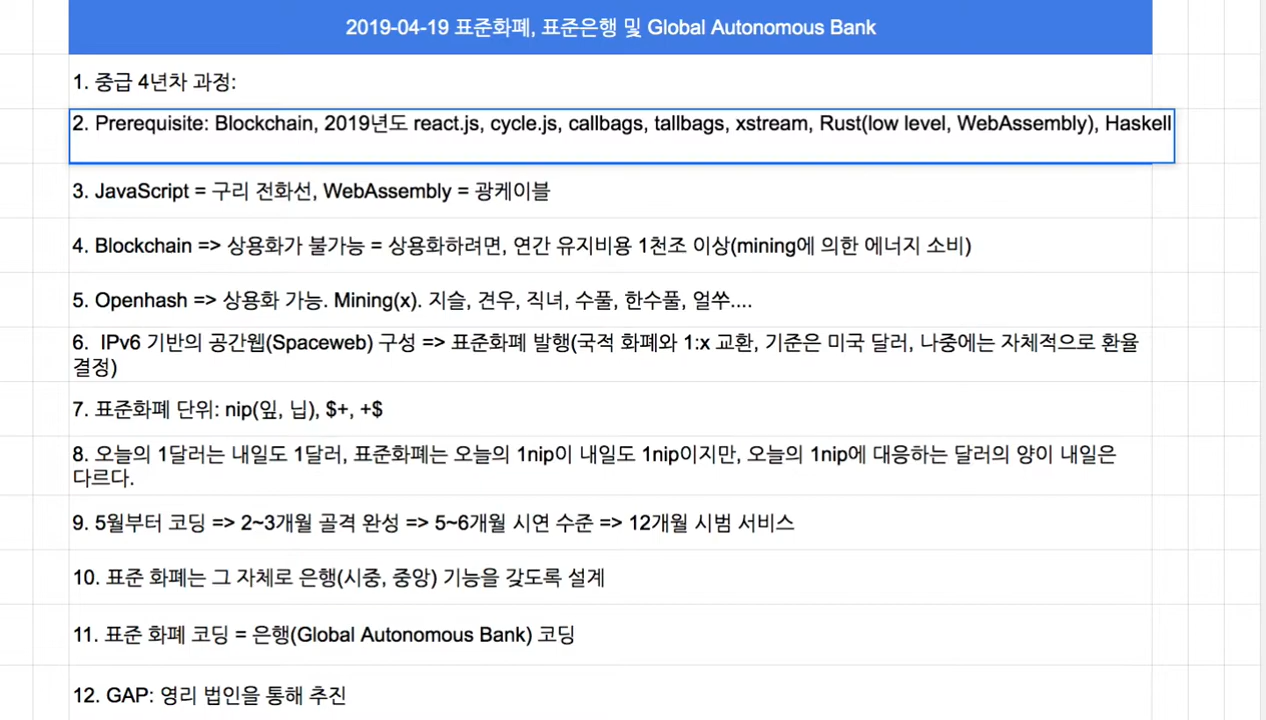 2019-04-19 표준화폐, 표준은행 및 Global Autonomous Bank
1. 중급 4년차 과정:
2. Prerequisite: Blockchain, 2019년도 react.js, cycle.js, callbags, tallbags, xstream, Rust(low level, WebAssembly), Haskell
3. JavaScript = 구리 전화선, WebAssembly = 광케이블
4. Blockchain => 상용화가 불가능 = 상용화하려면, 연간 유지비용 1천조 이상(mining에 의한 에너지 소비)
5. Openhash => 상용화 가능. Mining(x). 지슬, 견우, 직녀, 수풀, 한수풀, 얼쑤....
6.  IPv6 기반의 공간웹(Spaceweb) 구성 => 표준화폐 발행(국적 화폐와 1:x 교환, 기준은 미국 달러, 나중에는 자체적으로 환율
결정)
7. 표준화폐 단위: nip(잎, 닙), $+, +$
8. 오늘의 1달러는 내일도 1달러, 표준화폐는 오늘의 1nip이 내일도 1nip이지만, 오늘의 1nip에 대응하는 달러의 양이 내일은
다르다.
9. 5월부터 코딩 => 2~3개월 골격 완성 => 5~6개월 시연 수준 => 12개월 시범 서비스
10. 표준 화폐는 그 자체로 은행(시중, 중앙) 기능을 갖도록 설계
11. 표준 화폐 코딩 = 은행(Global Autonomous Bank) 코딩
12. GAP: 영리 법인을 통해 추진